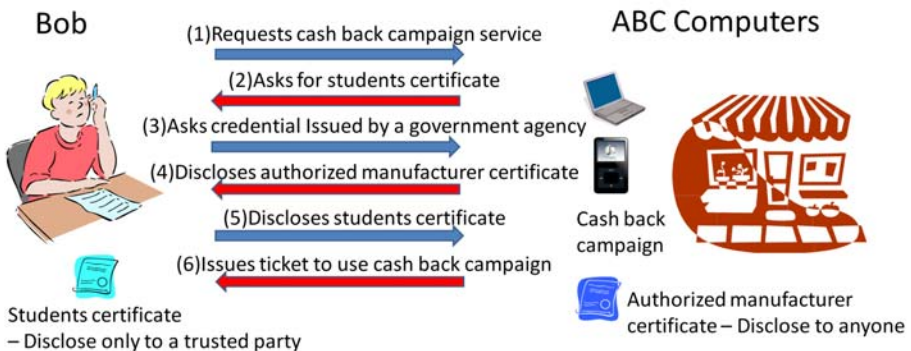 Bob
ABC Computers
(1)Requests cash back campaign service
(2)Asks for students certificate
(3)Asks credential Issued by a government agency
(4)Discloses authorized manufacturer certificate
(5)Discloses students certificate
(6)Issues ticket to use cash back campaign
Cash back
campaign
Students certificate
– Disclose only to a trusted party
Authorized manufacturer
certificate – Disclose to anyone